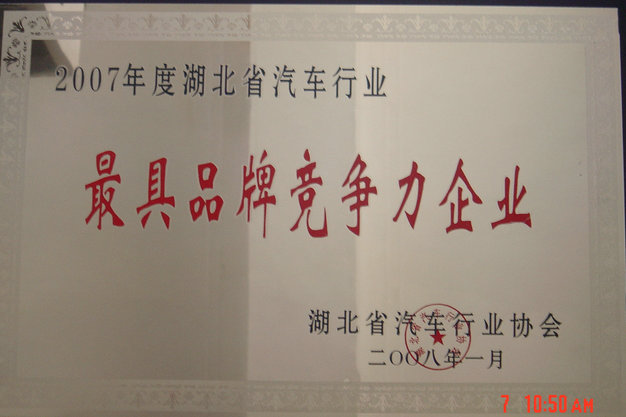 2007年度湖北省汽车行业
最具品牌竞争力企业
湖北省汽车行业协会
二〇〇八年一月
7 10:50 AM